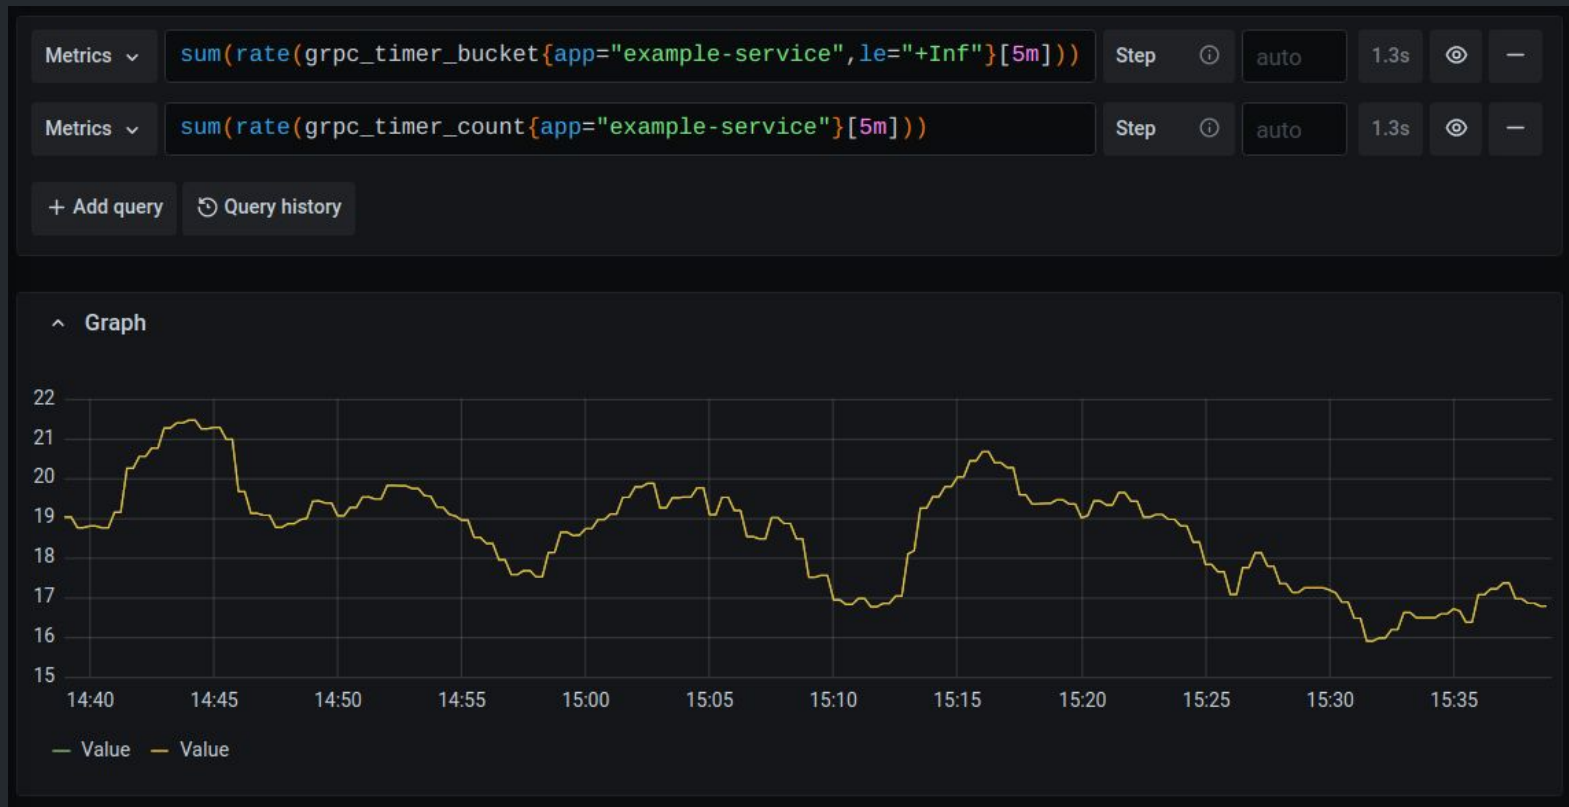 Metrics sum(rate(grpc_timer_bucket{app="example-service",le="+Inf"}[5m])) Step auto 1.3s
Metrics sum(rate(grpc_timer_count{app="example-service"}[5m])) Step auto 1.3s
+ Add query Query history
Graph
22
21
20
19
18
17
16
15
14:40 14:45 14:50 14:55 15:00 15:05 15:10 15:15 15:20 15:25 15:30 15:35
Value Value